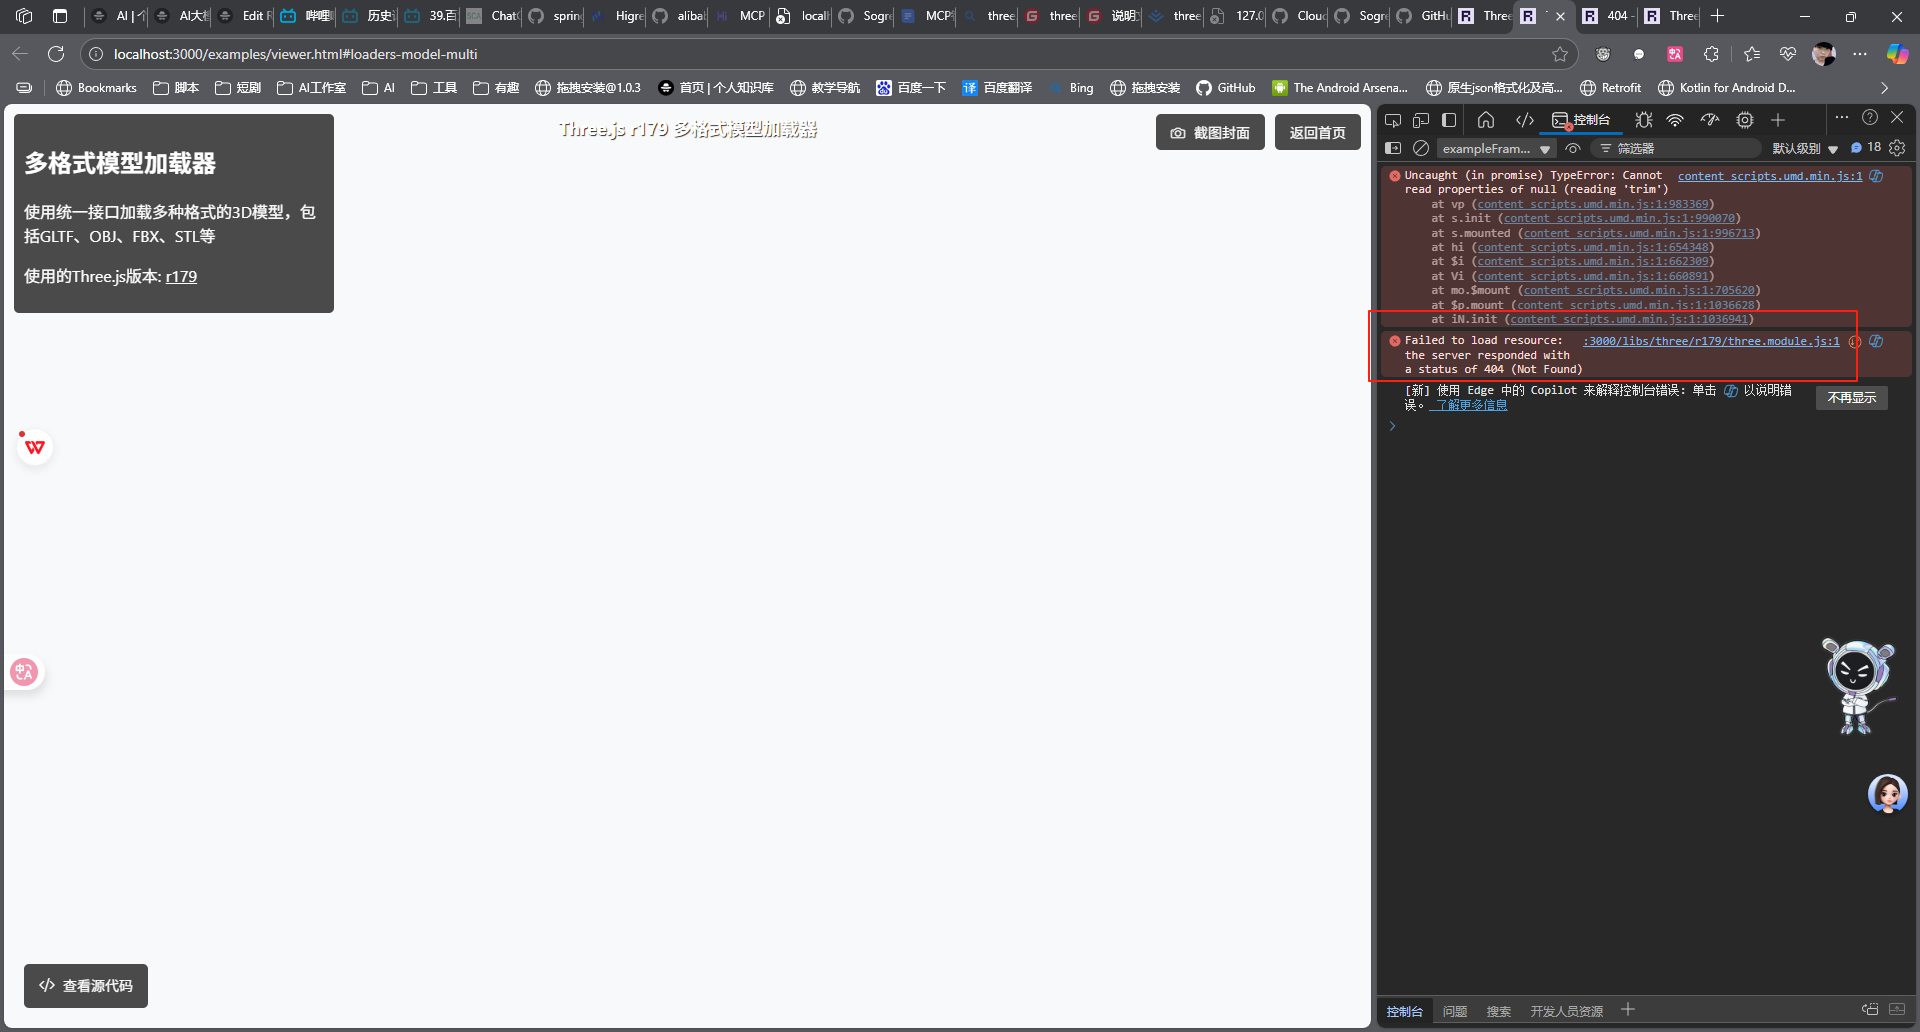 AI | 个
AI大模
Edit F
哔哩
历史
39.百
Chat
sprin
Higre
alibab
MCP
locall
Sogre
MCP
three
three
说明
three
127.0
Clou
Sogre
GitHu
Three
404 -
Three
localhost:3000/examples/viewer.html#loaders-model-multi
Bookmarks
脚本
短剧
AI工作室
AI
工具
有趣
拖拽安装@1.0.3
首页 | 个人知识库
教学导航
百度一下
百度翻译
Bing
拖拽安装
GitHub
The Android Arsena...
原生json格式化及高...
Retrofit
Kotlin for Android D...
Three.js r179 多格式模型加载器
截图封面
返回首页
多格式模型加载器
使用统一接口加载多种格式的3D模型，包
括GLTF、OBJ、FBX、STL等
使用的Three.js版本: r179
查看源代码
控制台
exampleFram...
筛选器
默认级别
18
Uncaught (in promise) TypeError: Cannot content scripts.umd.min.js:1
read properties of null (reading 'trim')
at vp (content scripts.umd.min.js:1:983369)
at s.init (content scripts.umd.min.js:1:990070)
at s.mounted (content scripts.umd.min.js:1:996713)
at hi (content scripts.umd.min.js:1:654348)
at $i (content scripts.umd.min.js:1:662309)
at Vi (content scripts.umd.min.js:1:660891)
at mo.$mount (content scripts.umd.min.js:1:705620)
at $p.mount (content scripts.umd.min.js:1:1036628)
at iN.init (content scripts.umd.min.js:1:1036941)
Failed to load resource: :3000/libs/three/r179/three.module.js:1
the server responded with
a status of 404 (Not Found)
[新] 使用 Edge 中的 Copilot 来解释控制台错误: 单击 以说明错
误。 了解更多信息
不再显示
控制台
问题
搜索
开发人员资源